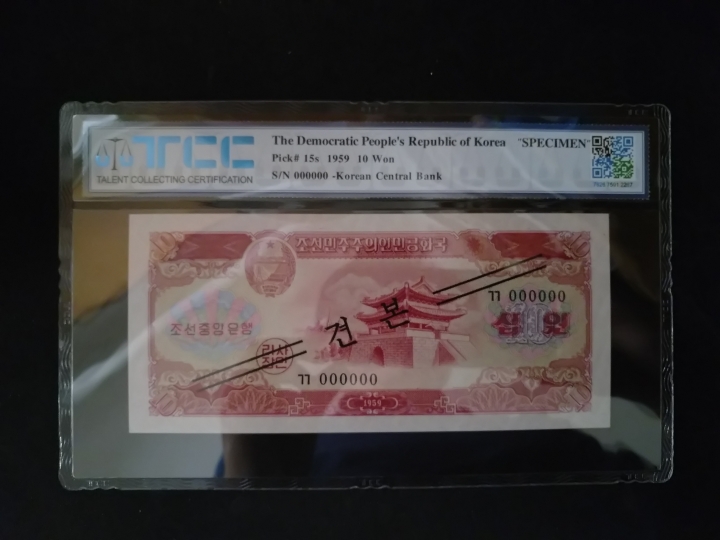 TCC
TALENT COLLECTING CERTIFICATION
The Democratic People's Republic of Korea "SPECIMEN"
Pick# 15s 1959 10 Won
S/N 000000 -Korean Central Bank
조선민주주의인민공화국
ㄲ 000000
조선중앙은행
견본
십원
10
ㄲ 000000
1959